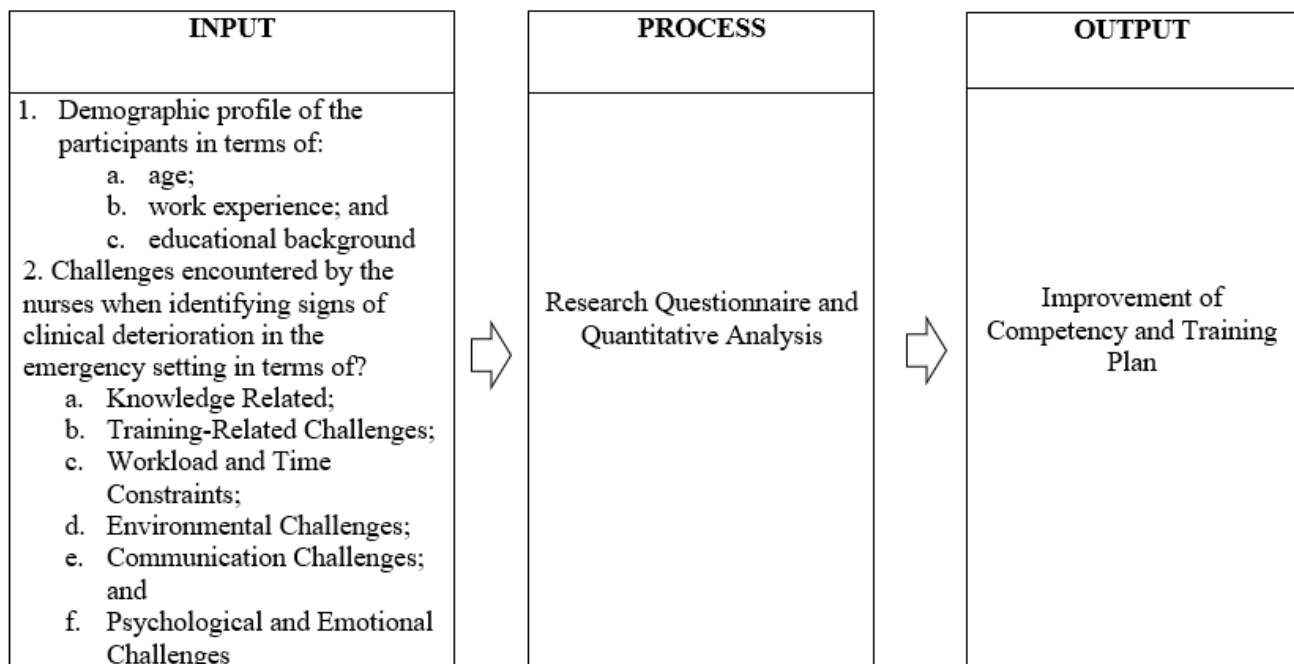 INPUT
1. Demographic profile of the
participants in terms of:
a. age;
b. work experience; and
c. educational background
2. Challenges encountered by the
nurses when identifying signs of
clinical deterioration in the
emergency setting in terms of?
a. Knowledge Related;
b. Training-Related Challenges;
c. Workload and Time
Constraints;
d. Environmental Challenges;
e. Communication Challenges;
and
f. Psychological and Emotional
Challenges
PROCESS
Research Questionnaire and
Quantitative Analysis
OUTPUT
Improvement of
Competency and Training
Plan